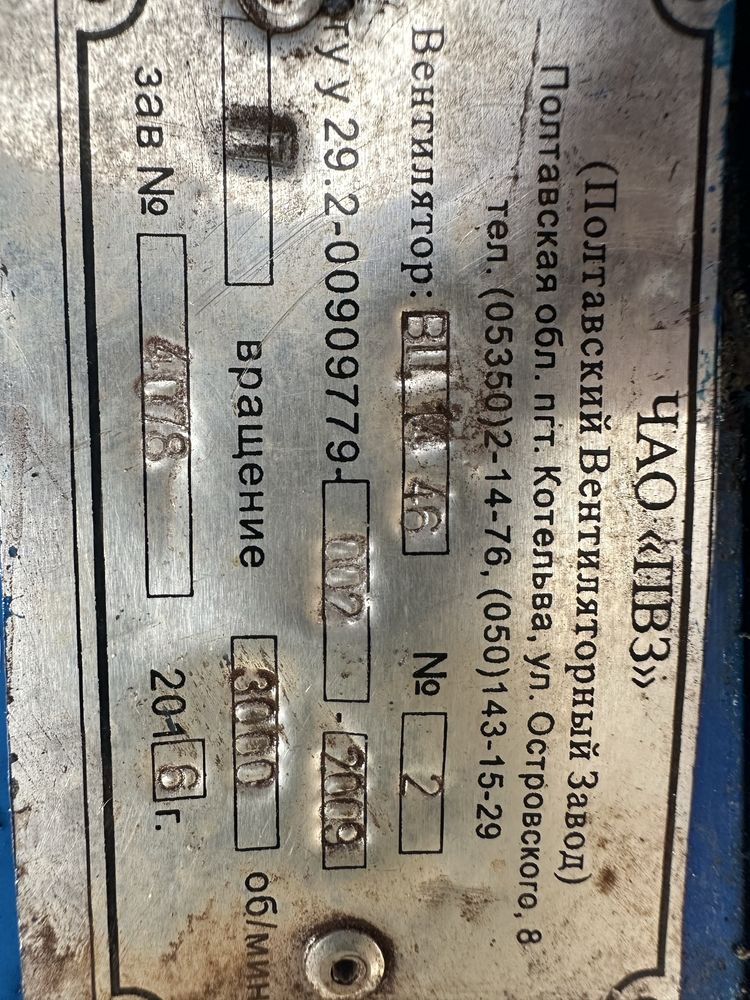 ЧАО «ПВЗ»
(Полтавский Вентиляторный Завод)
Полтавская обл. пгт. Котельва, ул. Островского, 8
тел. (05350)2-14-76, (050)143-15-29
Вентилятор: ВЦ 14 46 № 2
ту у 29.2-00909779- 002 - 2009
П вращение 3000 об/мин
зав № 4078 2016 г.